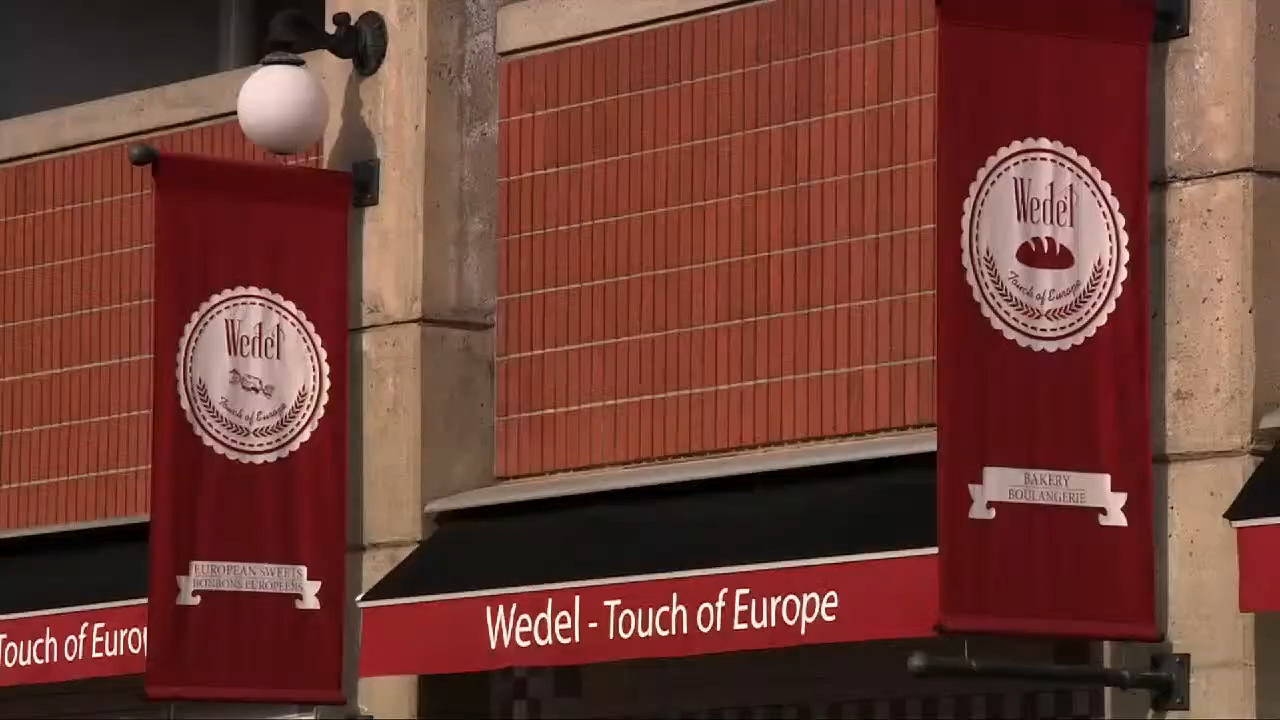 Wedel
Touch of Europe
EUROPEAN SWEETS
BONBONS EUROPÉENS
Touch of Euro
Wedel - Touch of Europe
Wedel
Touch of Europe
BAKERY
BOULANGERIE